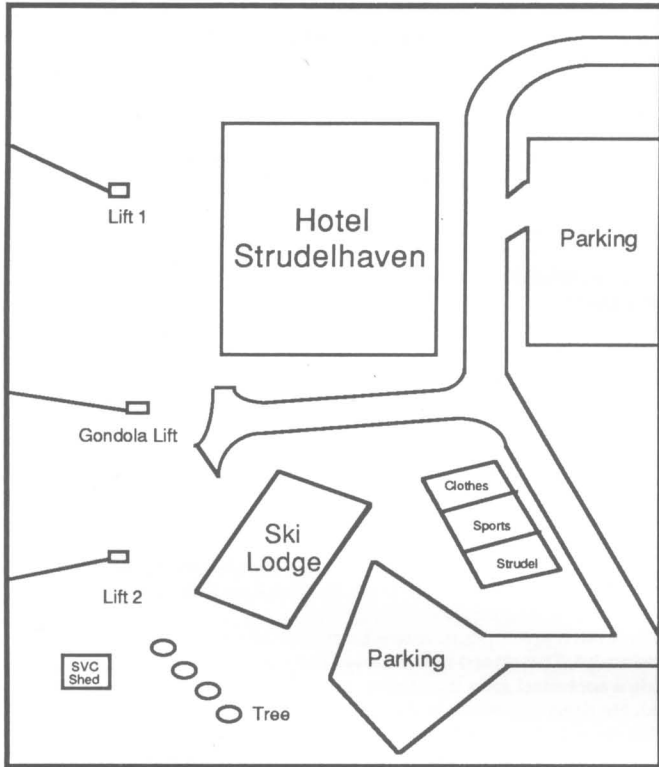 Lift 1
Hotel
Strudelhaven
Parking
Gondola Lift
Clothes
Sports
Strudel
Ski
Lodge
Lift 2
SVC
Shed
Tree
Parking